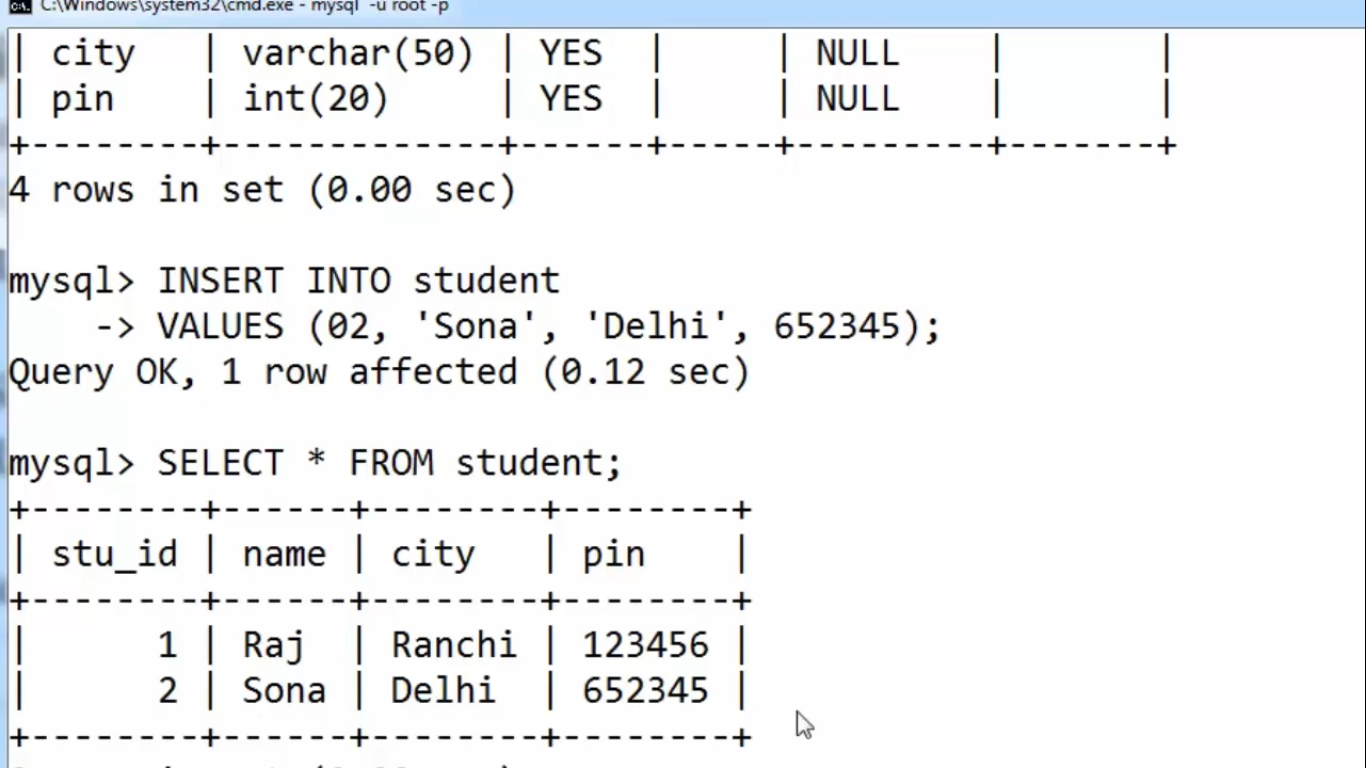 C:\Windows\system32\cmd.exe - mysql -u root -p
| city   | varchar(50) | YES  |     | NULL    |       |
| pin    | int(20)     | YES  |     | NULL    |       |
+--------+-------------+------+-----+---------+-------+
4 rows in set (0.00 sec)
mysql> INSERT INTO student
    -> VALUES (02, 'Sona', 'Delhi', 652345);
Query OK, 1 row affected (0.12 sec)
mysql> SELECT * FROM student;
+--------+------+--------+--------+
| stu_id | name | city   | pin    |
+--------+------+--------+--------+
|      1 | Raj  | Ranchi | 123456 |
|      2 | Sona | Delhi  | 652345 |
+--------+------+--------+--------+